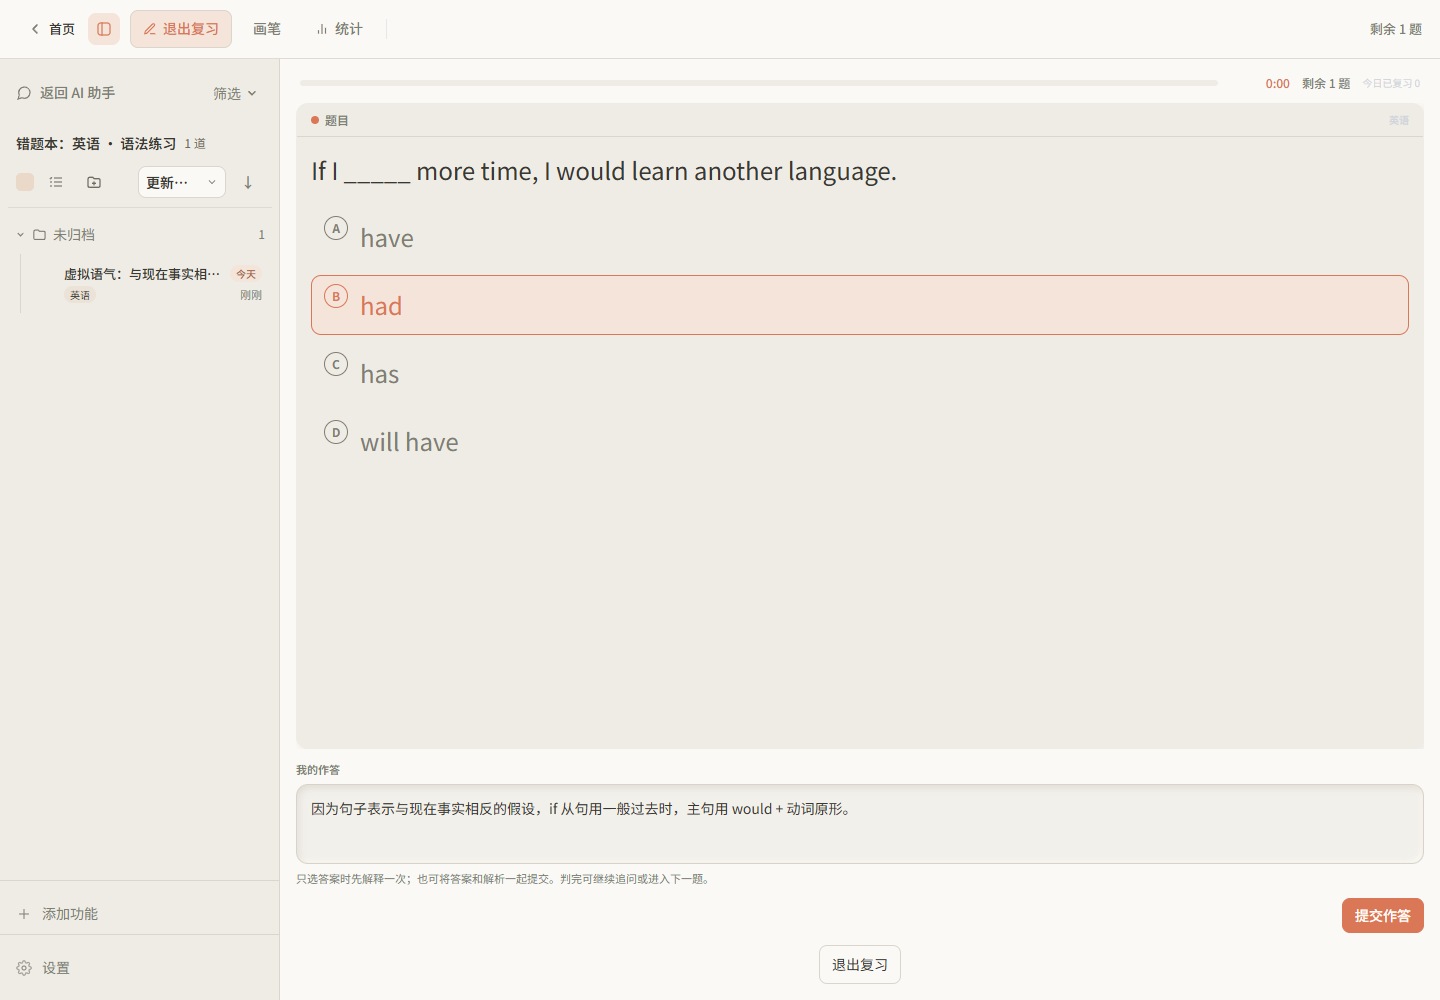 首页
退出复习
画笔
统计
剩余 1 题
返回 AI 助手
筛选
错题本：英语 · 语法练习 1 道
更新…
未归档 1
虚拟语气：与现在事实相… 今天
英语 刚刚
添加功能
设置
0:00 剩余 1 题 今日已复习 0
题目 英语
If I _____ more time, I would learn another language.
A have
B had
C has
D will have
我的作答
因为句子表示与现在事实相反的假设，if 从句用一般过去时，主句用 would + 动词原形。
只选答案时先解释一次；也可将答案和解析一起提交。判完可继续追问或进入下一题。
提交作答
退出复习